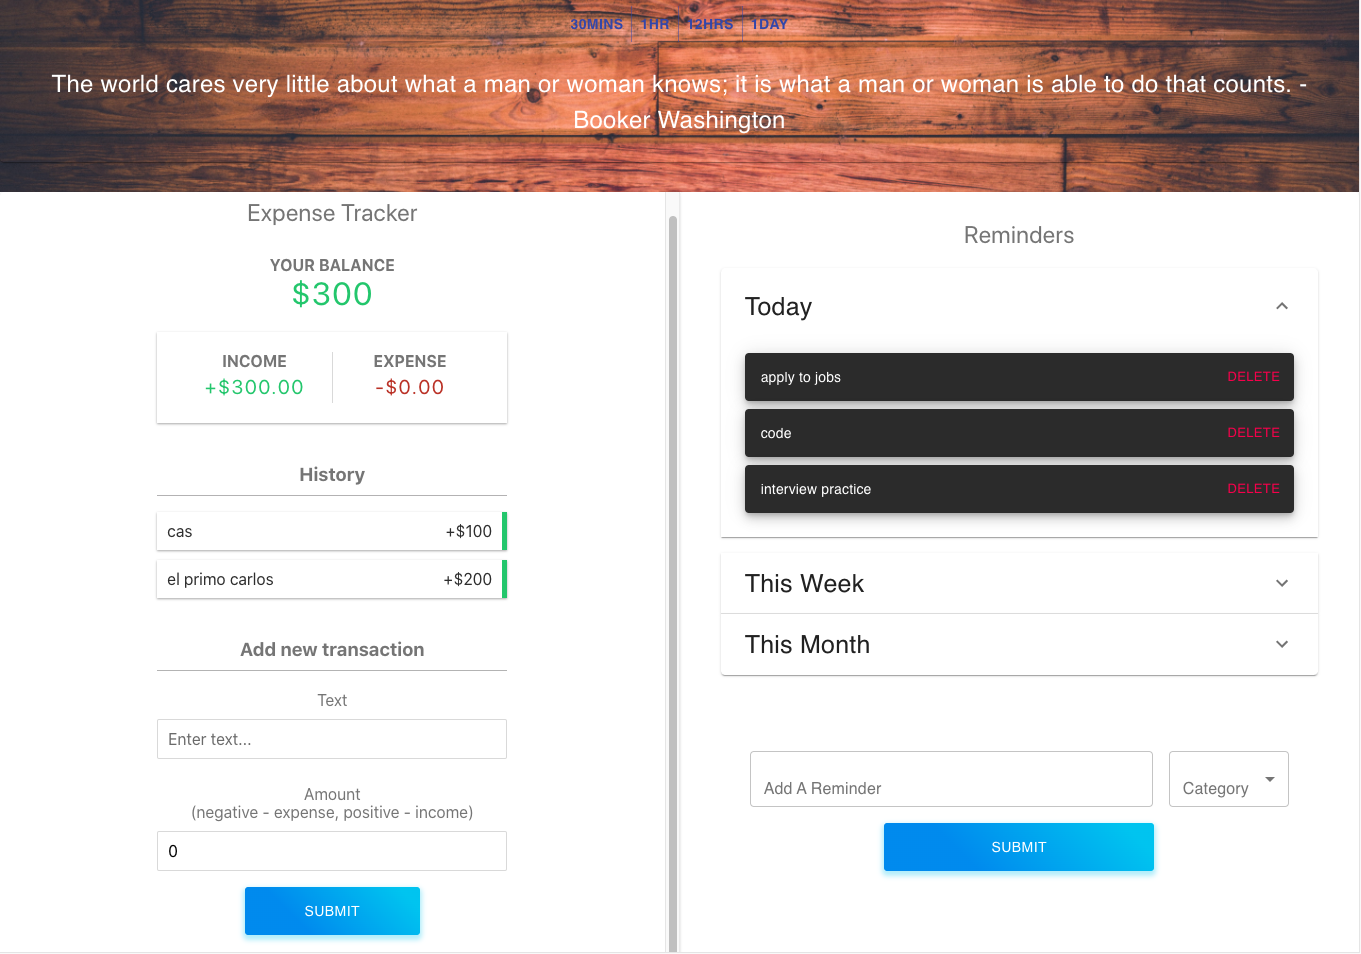 30MINS 1HR 12HRS 1DAY
The world cares very little about what a man or woman knows; it is what a man or woman is able to do that counts. -
Booker Washington
Expense Tracker
YOUR BALANCE
$300
INCOME EXPENSE
+$300.00 -$0.00
History
cas +$100
el primo carlos +$200
Add new transaction
Text
Enter text...
Amount
(negative - expense, positive - income)
0
SUBMIT
Reminders
Today
apply to jobs DELETE
code DELETE
interview practice DELETE
This Week
This Month
Add A Reminder Category
SUBMIT